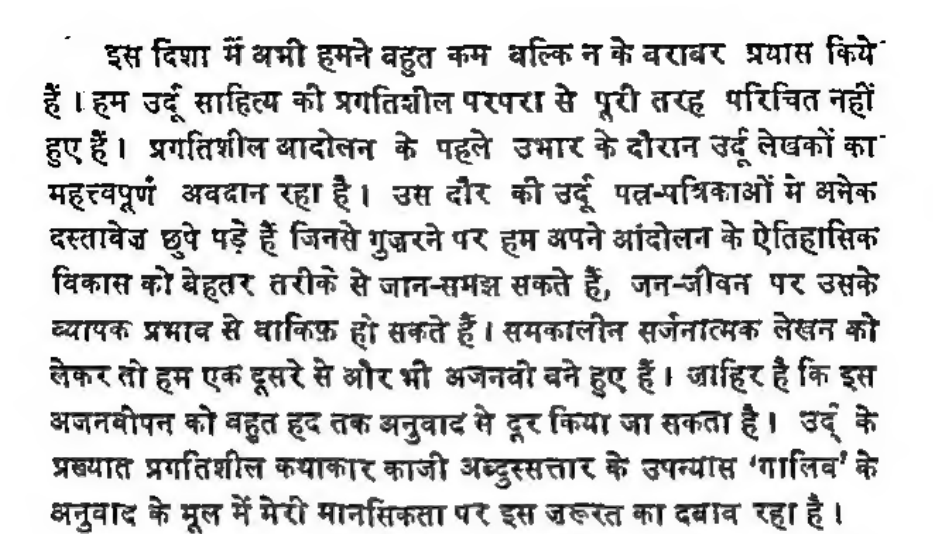 इस दिशा में अभी हमने बहुत कम बल्कि न के बराबर प्रयास किये
हैं । हम उर्दू साहित्य की प्रगतिशील परपरा से पूरी तरह परिचित नहीं
हुए हैं । प्रगतिशील आदोलन के पहले उभार के दौरान उर्दू लेखकों का
महत्त्वपूर्ण अवदान रहा है । उस दौर की उर्दू पत्र-पत्रिकाओं मे अनेक
दस्तावेज़ छुपे पड़े हैं जिनसे गुज़रने पर हम अपने आंदोलन के ऐतिहासिक
विकास को बेहतर तरीके से जान-समझ सकते हैं, जन-जीवन पर उसके
व्यापक प्रभाव से वाकिफ़ हो सकते हैं । समकालीन सर्जनात्मक लेखन को
लेकर तो हम एक दूसरे से और भी अजनबी बने हुए हैं । जाहिर है कि इस
अजनबीपन को बहुत हद तक अनुवाद से दूर किया जा सकता है । उर्दू के
प्रख्यात प्रगतिशील कथाकार काजी अब्दुस्सत्तार के उपन्यास ‘गालिब’ के
अनुवाद के मूल में मेरी मानसिकता पर इस जरूरत का दबाव रहा है ।